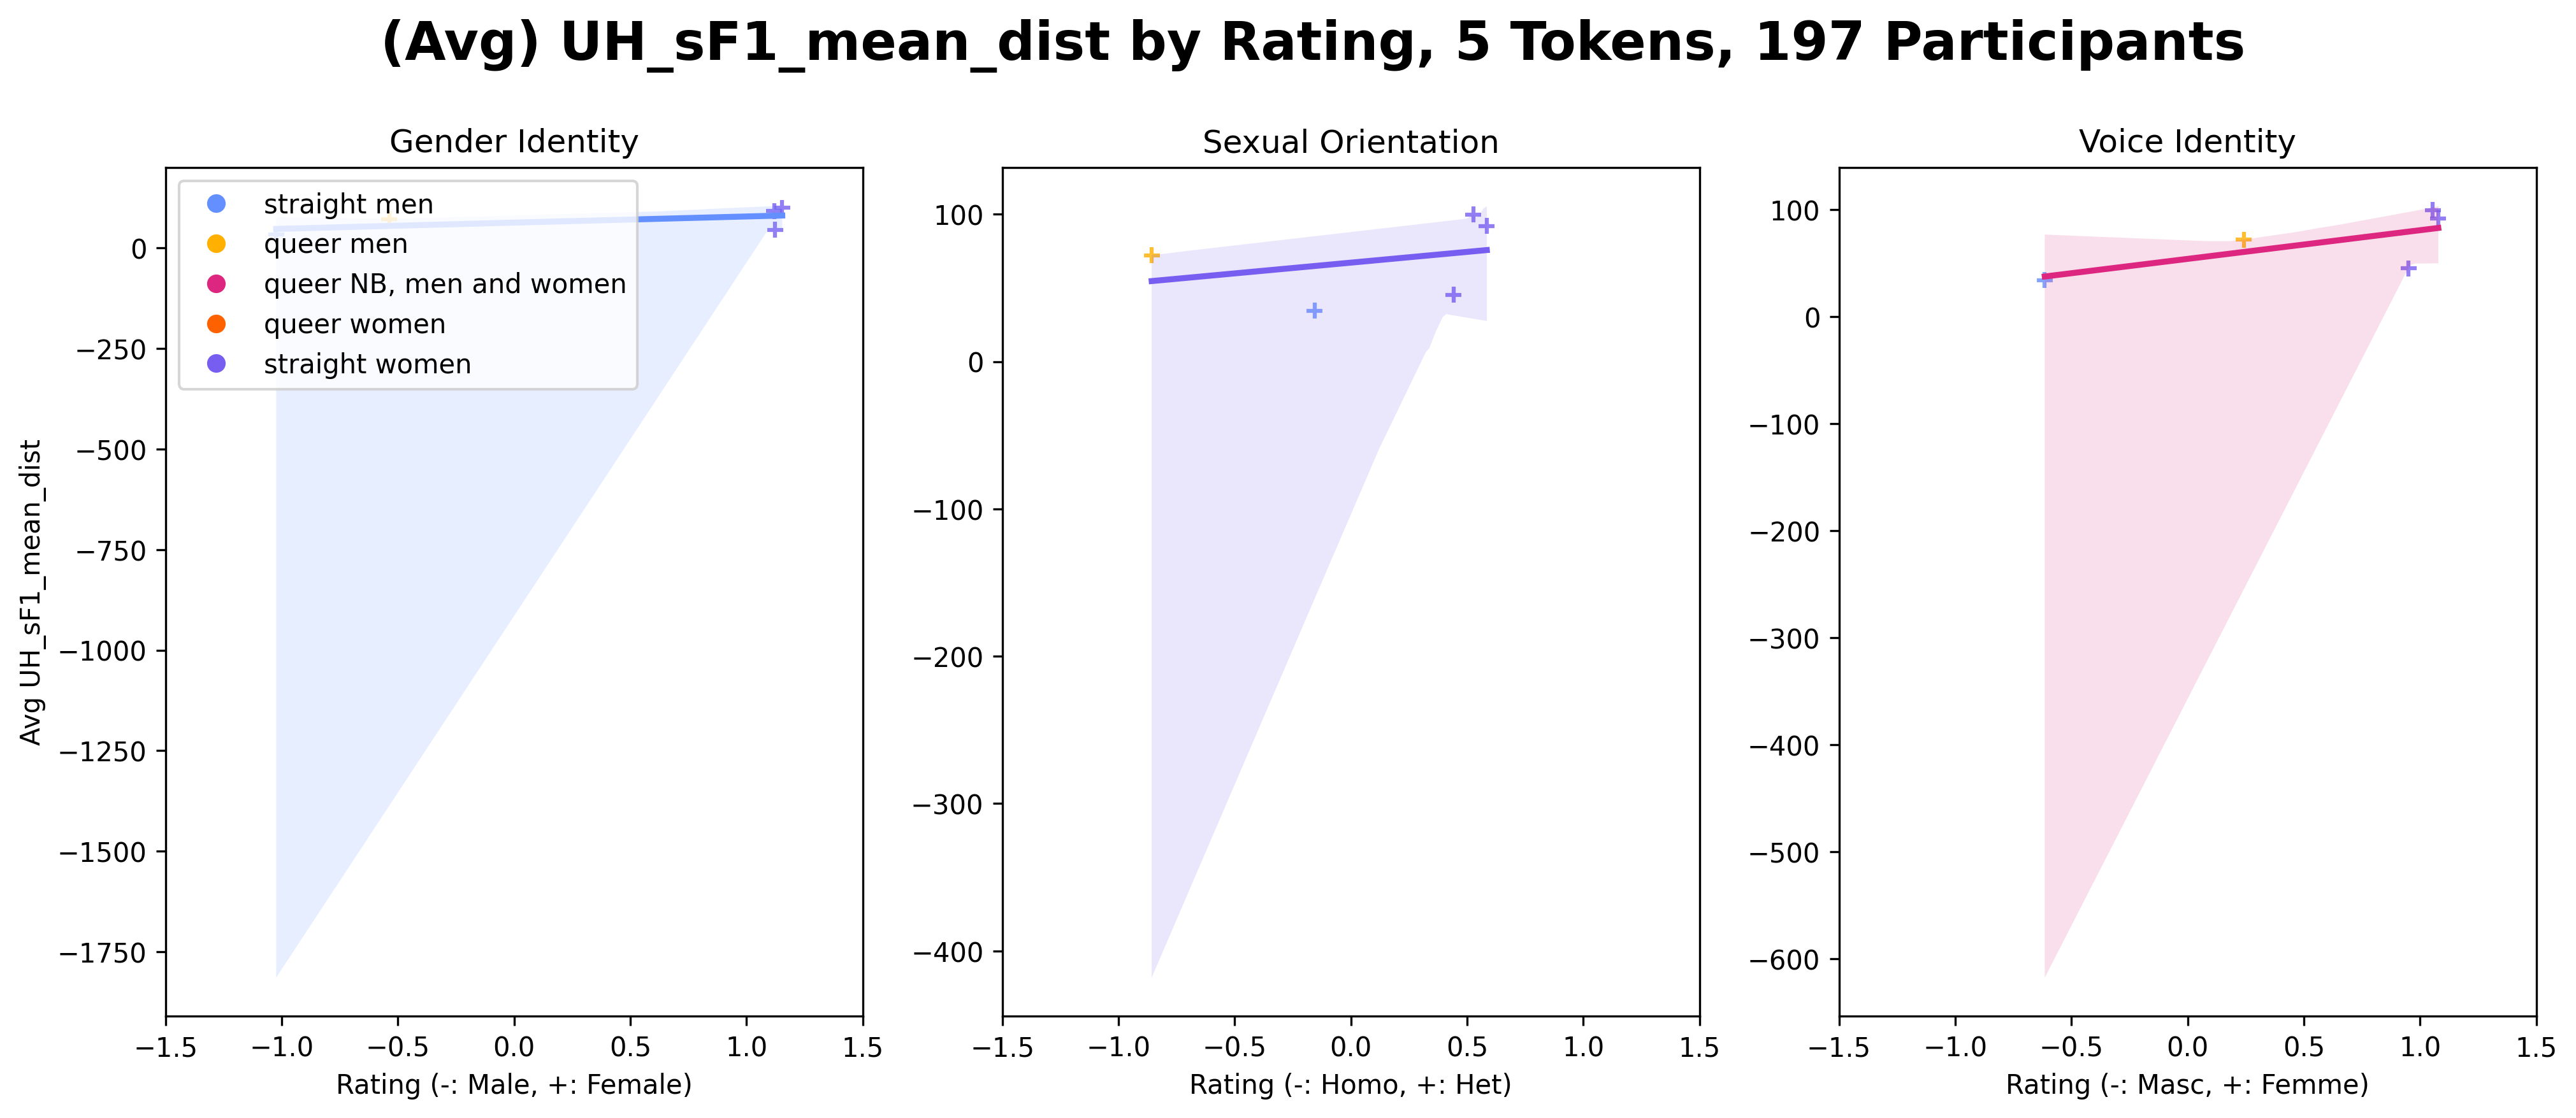 (Avg) UH_sF1_mean_dist by Rating, 5 Tokens, 197 Participants
Gender Identity
straight men
queer men
queer NB, men and women
queer women
straight women
0
−250
−500
−750
−1000
−1250
−1500
−1750
Avg UH_sF1_mean_dist
−1.5 −1.0 −0.5 0.0 0.5 1.0 1.5
Rating (-: Male, +: Female)
Sexual Orientation
100
0
−100
−200
−300
−400
−1.5 −1.0 −0.5 0.0 0.5 1.0 1.5
Rating (-: Homo, +: Het)
Voice Identity
100
0
−100
−200
−300
−400
−500
−600
−1.5 −1.0 −0.5 0.0 0.5 1.0 1.5
Rating (-: Masc, +: Femme)